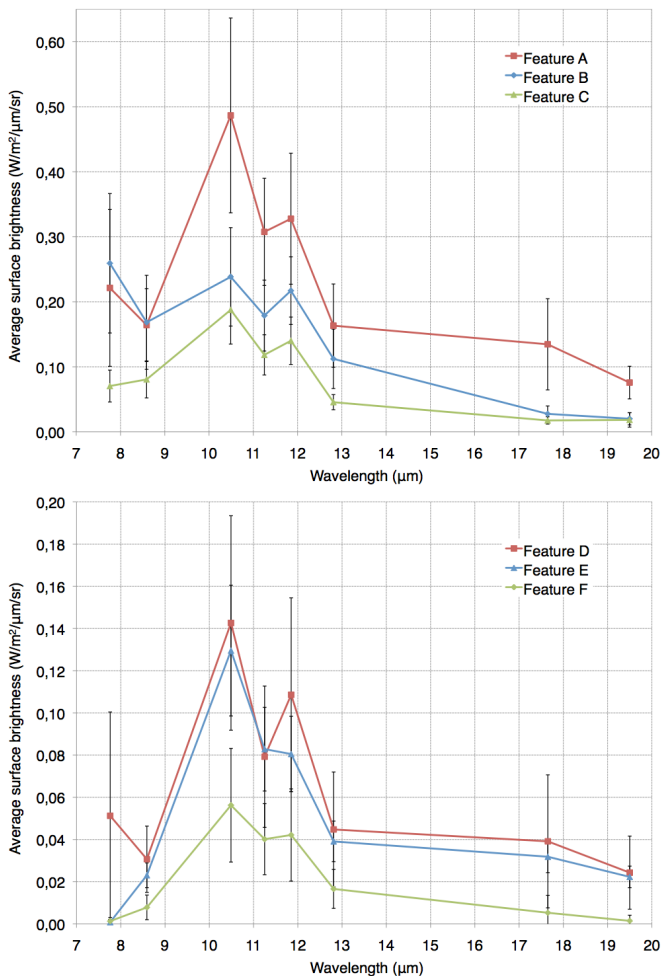 0,60
0,50
0,40
0,30
0,20
0,10
0,00
Average surface brightness (W/m²/µm/sr)
Feature A
Feature B
Feature C
7 8 9 10 11 12 13 14 15 16 17 18 19 20
Wavelength (µm)
0,20
0,18
0,16
0,14
0,12
0,10
0,08
0,06
0,04
0,02
0,00
Average surface brightness (W/m²/µm/sr)
Feature D
Feature E
Feature F
7 8 9 10 11 12 13 14 15 16 17 18 19 20
Wavelength (µm)